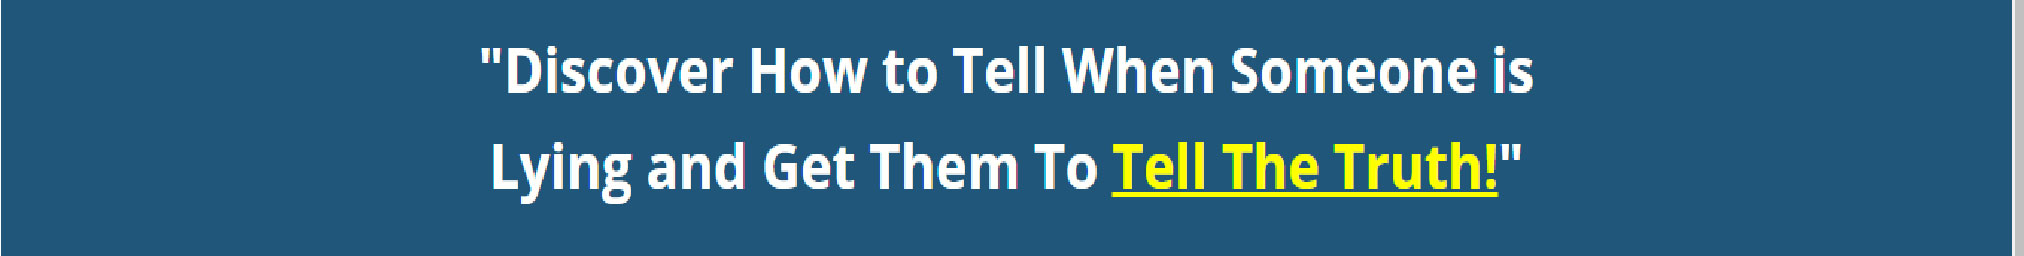 "Discover How to Tell When Someone is
Lying and Get Them To Tell The Truth!"